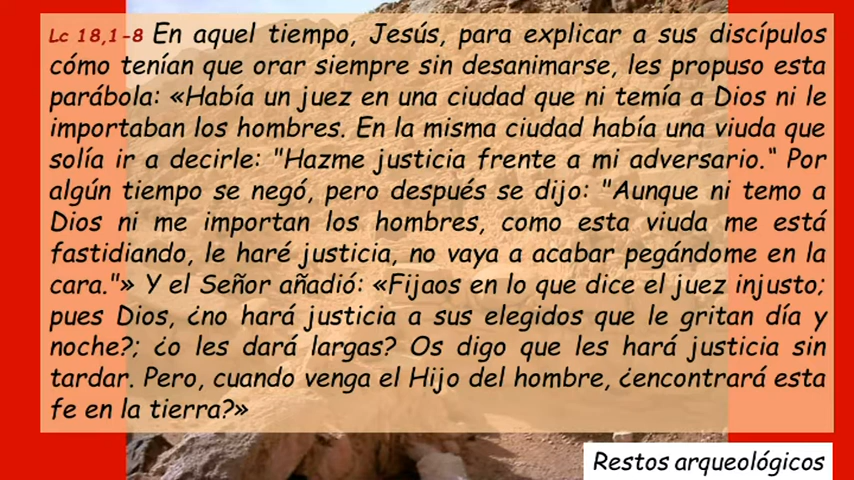 Lc 18,1-8 En aquel tiempo, Jesús, para explicar a sus discípulos
cómo tenían que orar siempre sin desanimarse, les propuso esta
parábola: «Había un juez en una ciudad que ni temía a Dios ni le
importaban los hombres. En la misma ciudad había una viuda que
solía ir a decirle: "Hazme justicia frente a mi adversario." Por
algún tiempo se negó, pero después se dijo: "Aunque ni temo a
Dios ni me importan los hombres, como esta viuda me está
fastidiando, le haré justicia, no vaya a acabar pegándome en la
cara."» Y el Señor añadió: «Fijaos en lo que dice el juez injusto;
pues Dios, ¿no hará justicia a sus elegidos que le gritan día y
noche?; ¿o les dará largas? Os digo que les hará justicia sin
tardar. Pero, cuando venga el Hijo del hombre, ¿encontrará esta
fe en la tierra?»
Restos arqueológicos